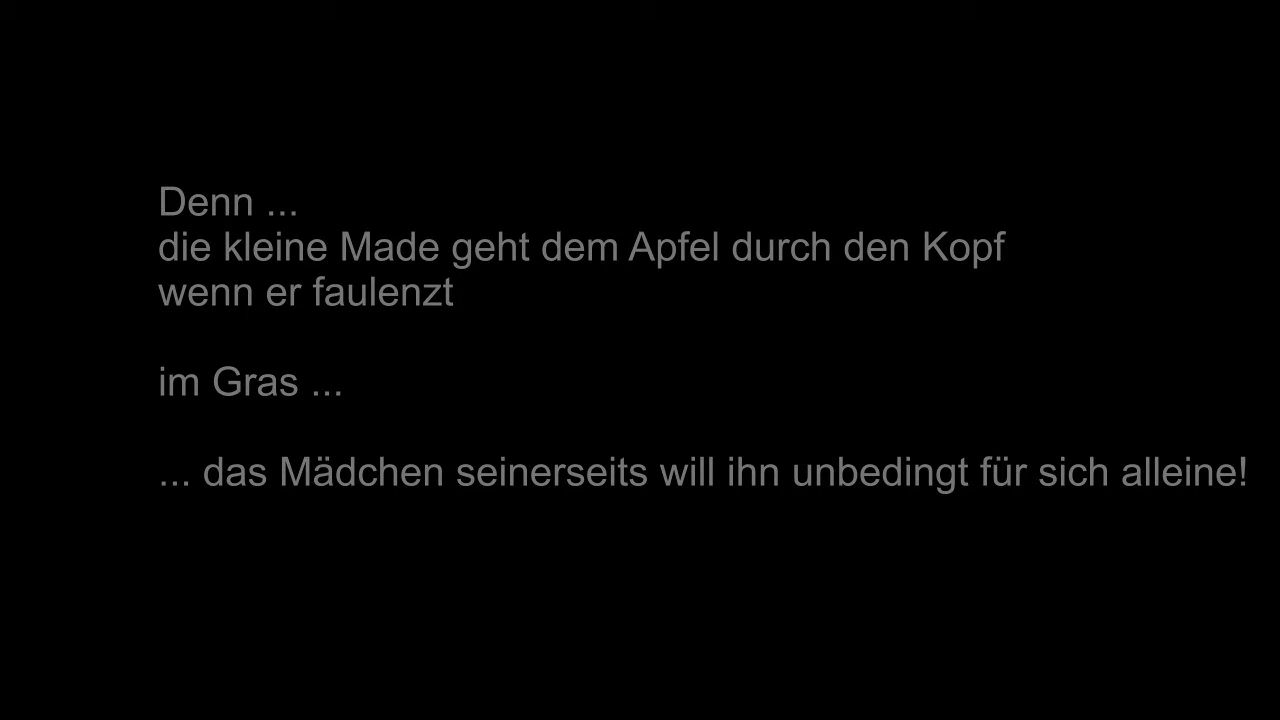 Denn ...
die kleine Made geht dem Apfel durch den Kopf
wenn er faulenzt
im Gras ...
... das Mädchen seinerseits will ihn unbedingt für sich alleine!